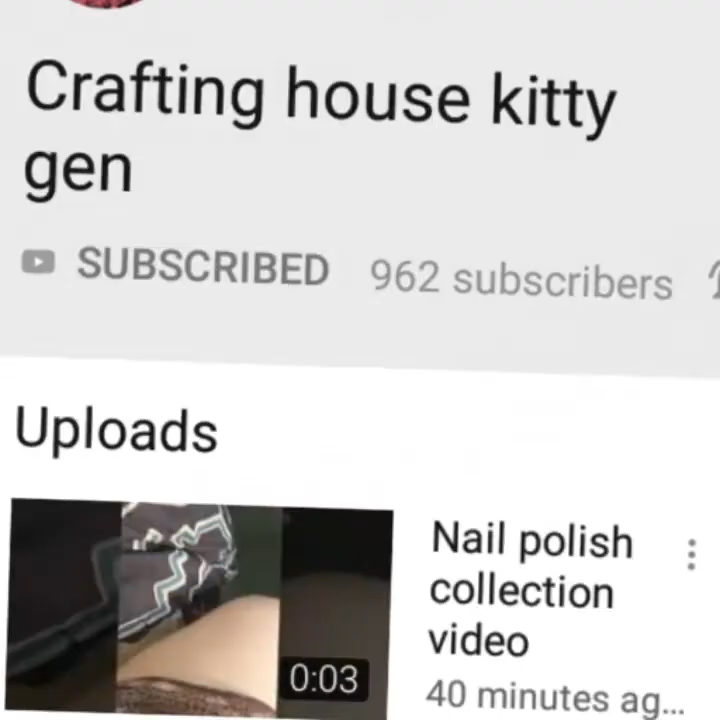 Crafting house kitty
gen
SUBSCRIBED 962 subscribers
Uploads
Nail polish
collection
video
0:03
40 minutes ag...